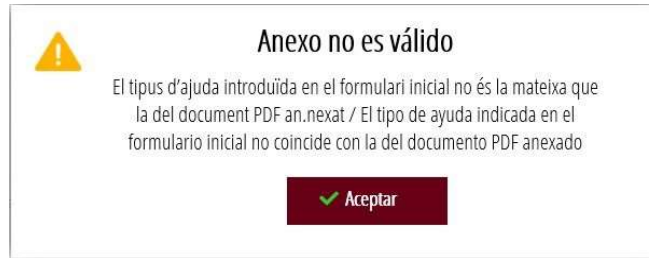 Anexo no es válido
El tipus d'ajuda introduïda en el formulari inicial no és la mateixa que
la del document PDF an.nexat / El tipo de ayuda indicada en el
formulario inicial no coincide con la del documento PDF anexado
Aceptar